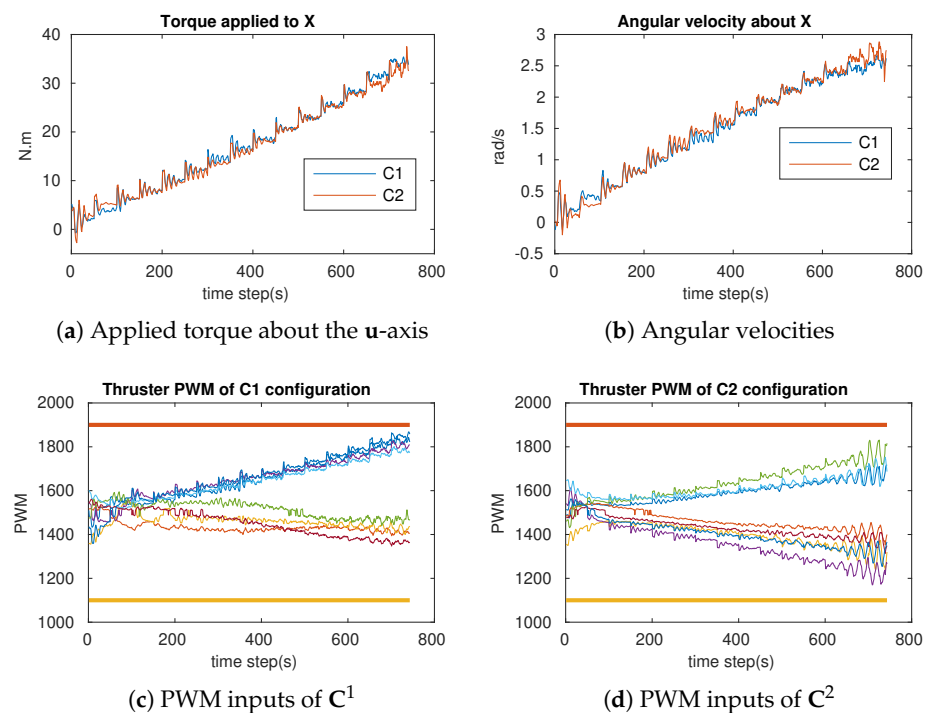 Torque applied to X
N.m
40
30
20
10
0
C1
C2
0 200 400 600 800
time step(s)
(a) Applied torque about the u-axis
Angular velocity about X
rad/s
3
2.5
2
1.5
1
0.5
0
-0.5
C1
C2
0 200 400 600 800
time step(s)
(b) Angular velocities
Thruster PWM of C1 configuration
PWM
2000
1800
1600
1400
1200
1000
0 200 400 600 800
time step(s)
(c) PWM inputs of C¹
Thruster PWM of C2 configuration
PWM
2000
1800
1600
1400
1200
1000
0 200 400 600 800
time step(s)
(d) PWM inputs of C²